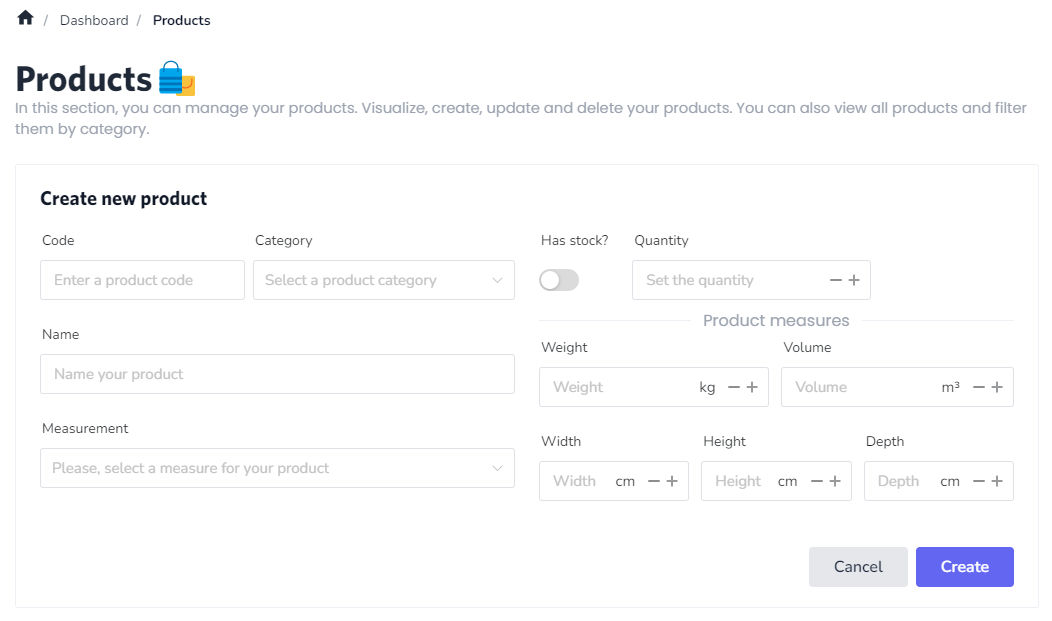 / Dashboard / Products
Products
In this section, you can manage your products. Visualize, create, update and delete your products. You can also view all products and filter
them by category.
Create new product
Code Category Has stock? Quantity
Enter a product code Select a product category Set the quantity
Product measures
Name Weight Volume
Name your product Weight kg Volume m³
Measurement Width Height Depth
Please, select a measure for your product Width cm Height cm Depth cm
Cancel Create